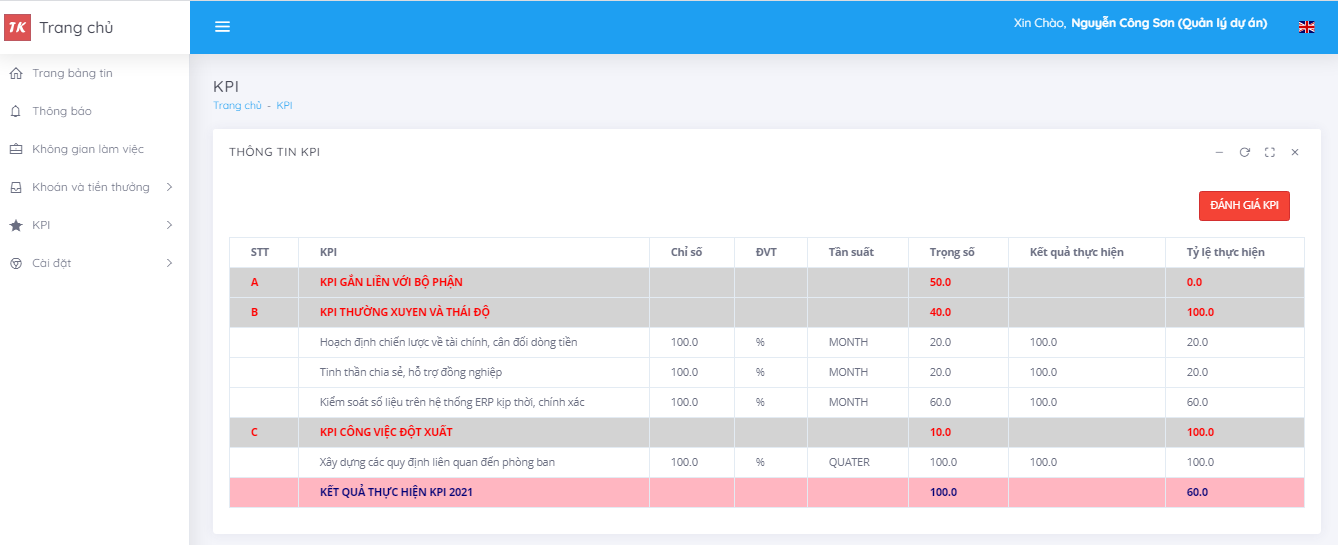 TK Trang chủ
Xin Chào, Nguyễn Công Sơn (Quản lý dự án)
Trang bảng tin
Thông báo
Không gian làm việc
Khoán và tiền thưởng
KPI
Cài đặt
KPI
Trang chủ - KPI
THÔNG TIN KPI
ĐÁNH GIÁ KPI
STT KPI Chỉ số ĐVT Tần suất Trọng số Kết quả thực hiện Tỷ lệ thực hiện
A KPI GẮN LIỀN VỚI BỘ PHẬN 50.0 0.0
B KPI THƯỜNG XUYEN VÀ THÁI ĐỘ 40.0 100.0
Hoạch định chiến lược về tài chính, cân đối dòng tiền 100.0 % MONTH 20.0 100.0 20.0
Tinh thần chia sẻ, hỗ trợ đồng nghiệp 100.0 % MONTH 20.0 100.0 20.0
Kiểm soát số liệu trên hệ thống ERP kịp thời, chính xác 100.0 % MONTH 60.0 100.0 60.0
C KPI CÔNG VIỆC ĐỘT XUẤT 10.0 100.0
Xây dựng các quy định liên quan đến phòng ban 100.0 % QUATER 100.0 100.0 100.0
KẾT QUẢ THỰC HIỆN KPI 2021 100.0 60.0